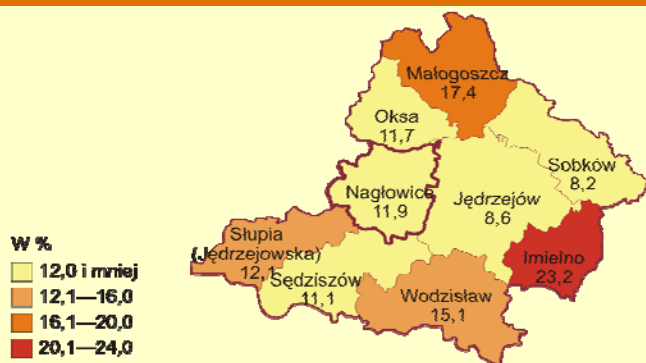 Małogoszcz
17,4
Oksa
11,7
Sobków
8,2
Nagłowice
11,9
Jędrzejów
8,6
Słupia
(Jędrzejowska)
12,1
Imielno
23,2
Sędziszów
11,1
Wodzisław
15,1
W %
12,0 i mniej
12,1—16,0
16,1—20,0
20,1—24,0